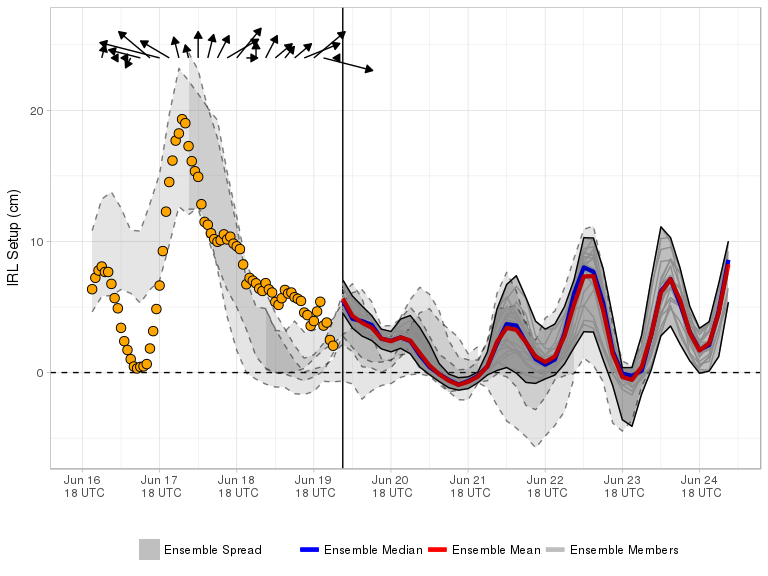 20
10
0
IRL Setup (cm)
Jun 16 Jun 17 Jun 18 Jun 19 Jun 20 Jun 21 Jun 22 Jun 23 Jun 24
18 UTC 18 UTC 18 UTC 18 UTC 18 UTC 18 UTC 18 UTC 18 UTC 18 UTC
Ensemble Spread Ensemble Median Ensemble Mean Ensemble Members